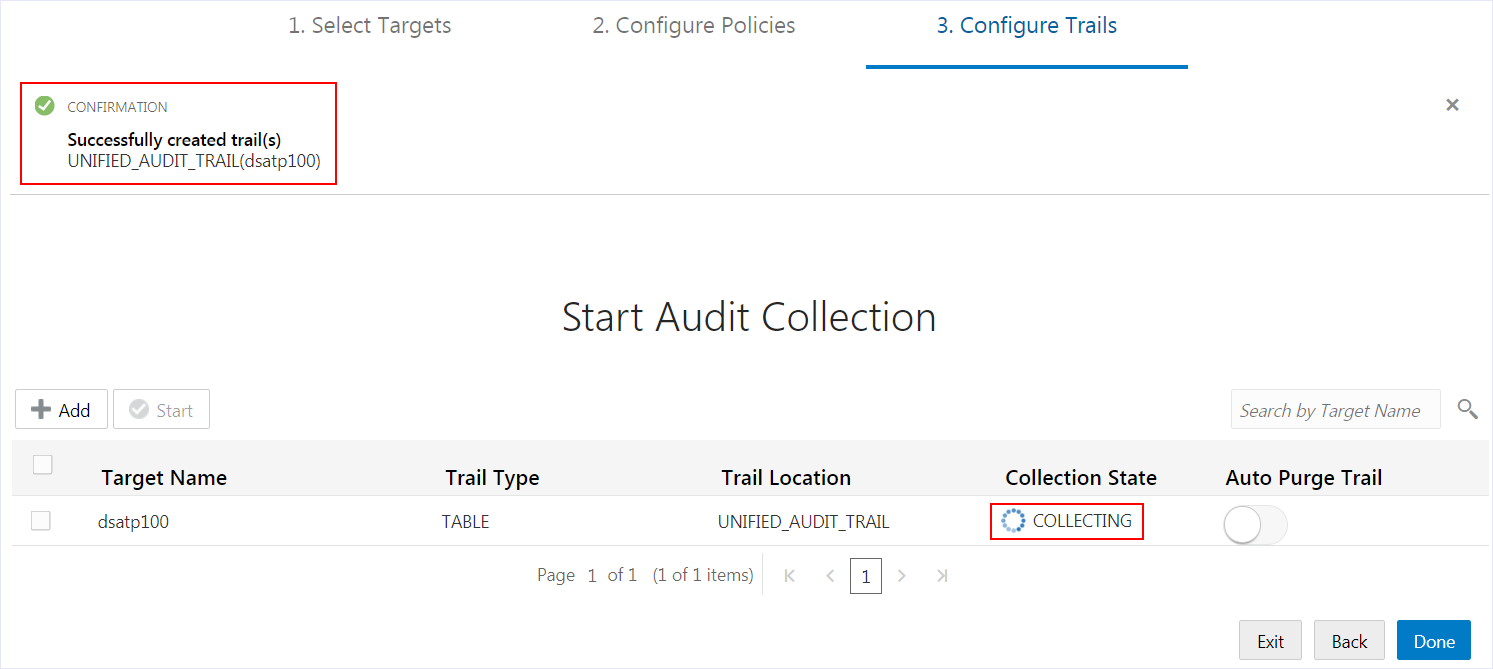 1. Select Targets 2. Configure Policies 3. Configure Trails
CONFIRMATION
Successfully created trail(s)
UNIFIED_AUDIT_TRAIL(dsatp100)
Start Audit Collection
Add Start Search by Target Name
Target Name Trail Type Trail Location Collection State Auto Purge Trail
dsatp100 TABLE UNIFIED_AUDIT_TRAIL COLLECTING
Page 1 of 1 (1 of 1 items) 1
Exit Back Done